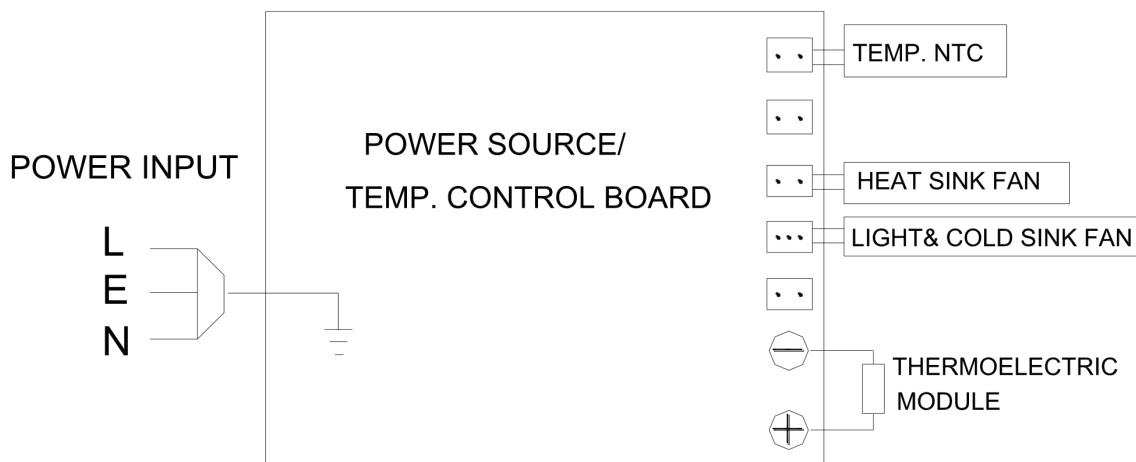 TEMP. NTC
POWER SOURCE/
TEMP. CONTROL BOARD
POWER INPUT
HEAT SINK FAN
LIGHT& COLD SINK FAN
L
E
N
THERMOELECTRIC
MODULE